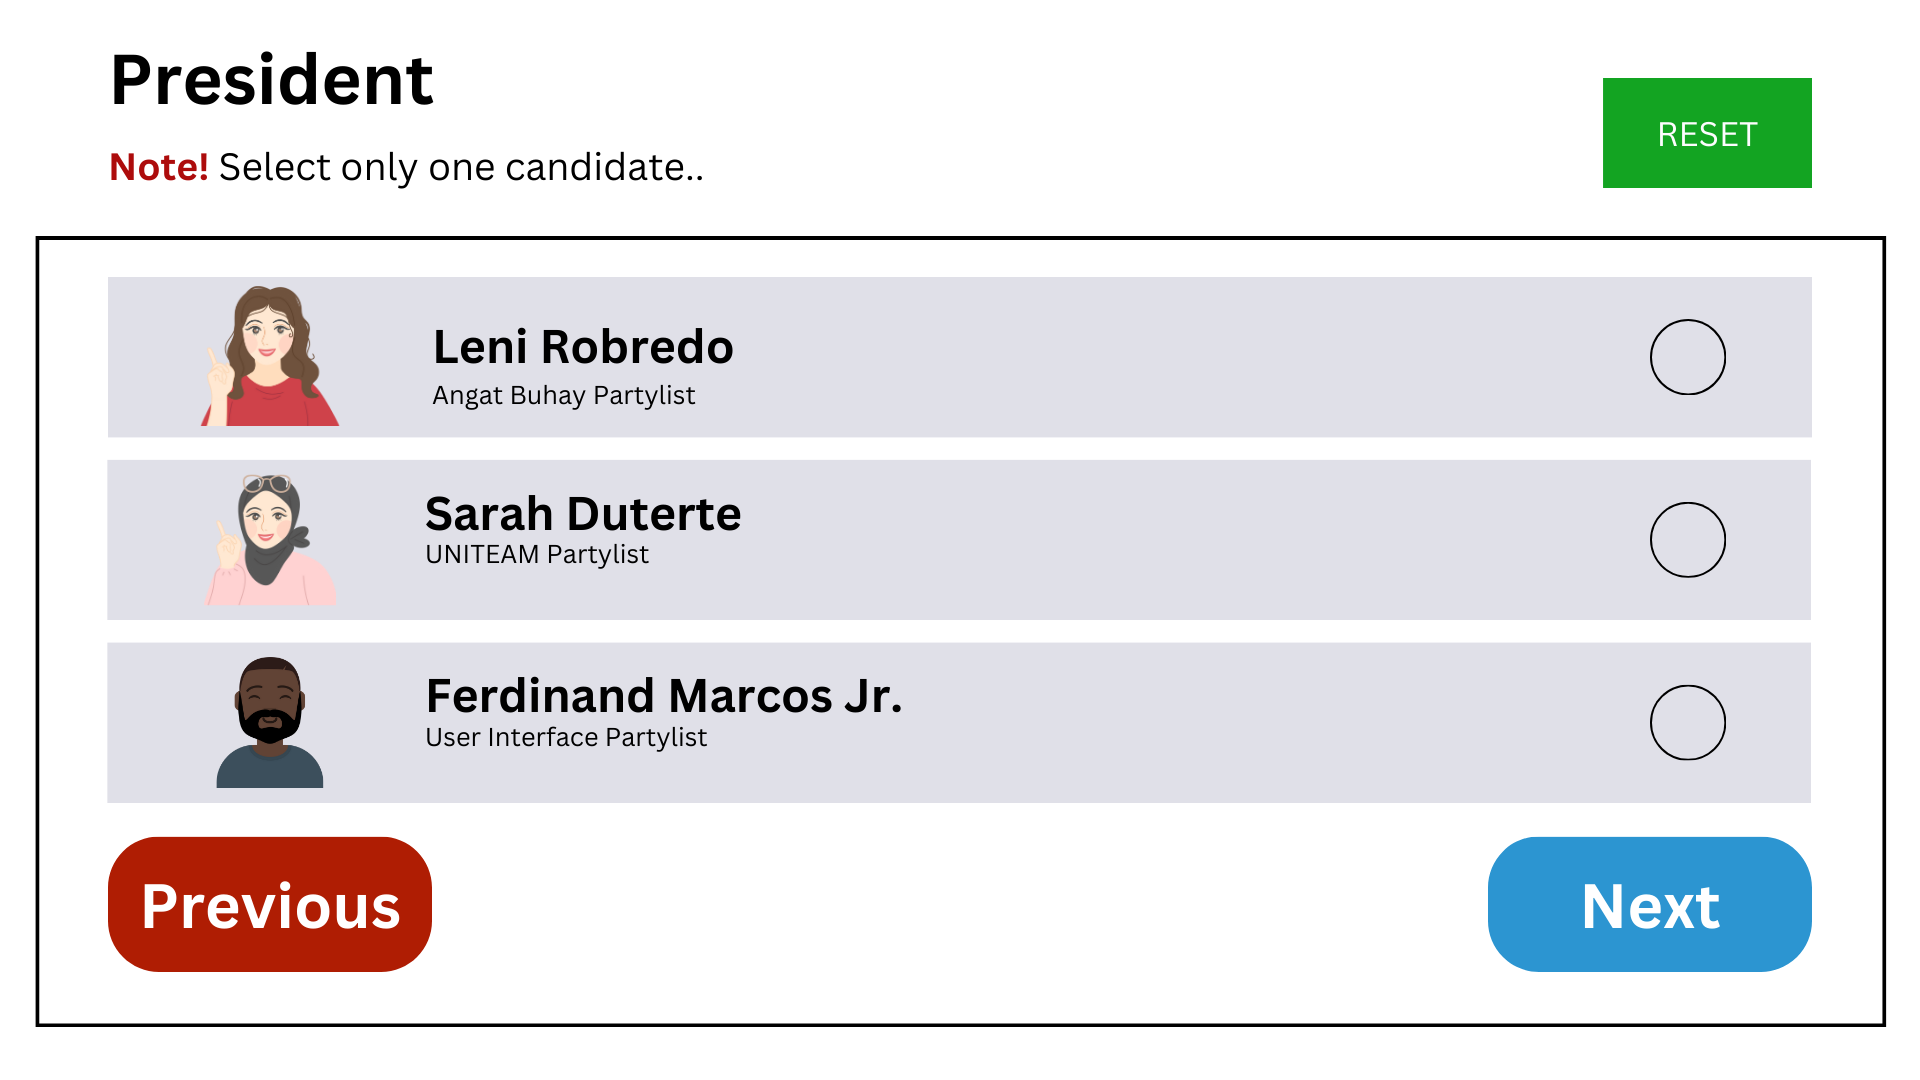 President
Note! Select only one candidate..
RESET
Leni Robredo
Angat Buhay Partylist
Sarah Duterte
UNITEAM Partylist
Ferdinand Marcos Jr.
User Interface Partylist
Previous
Next